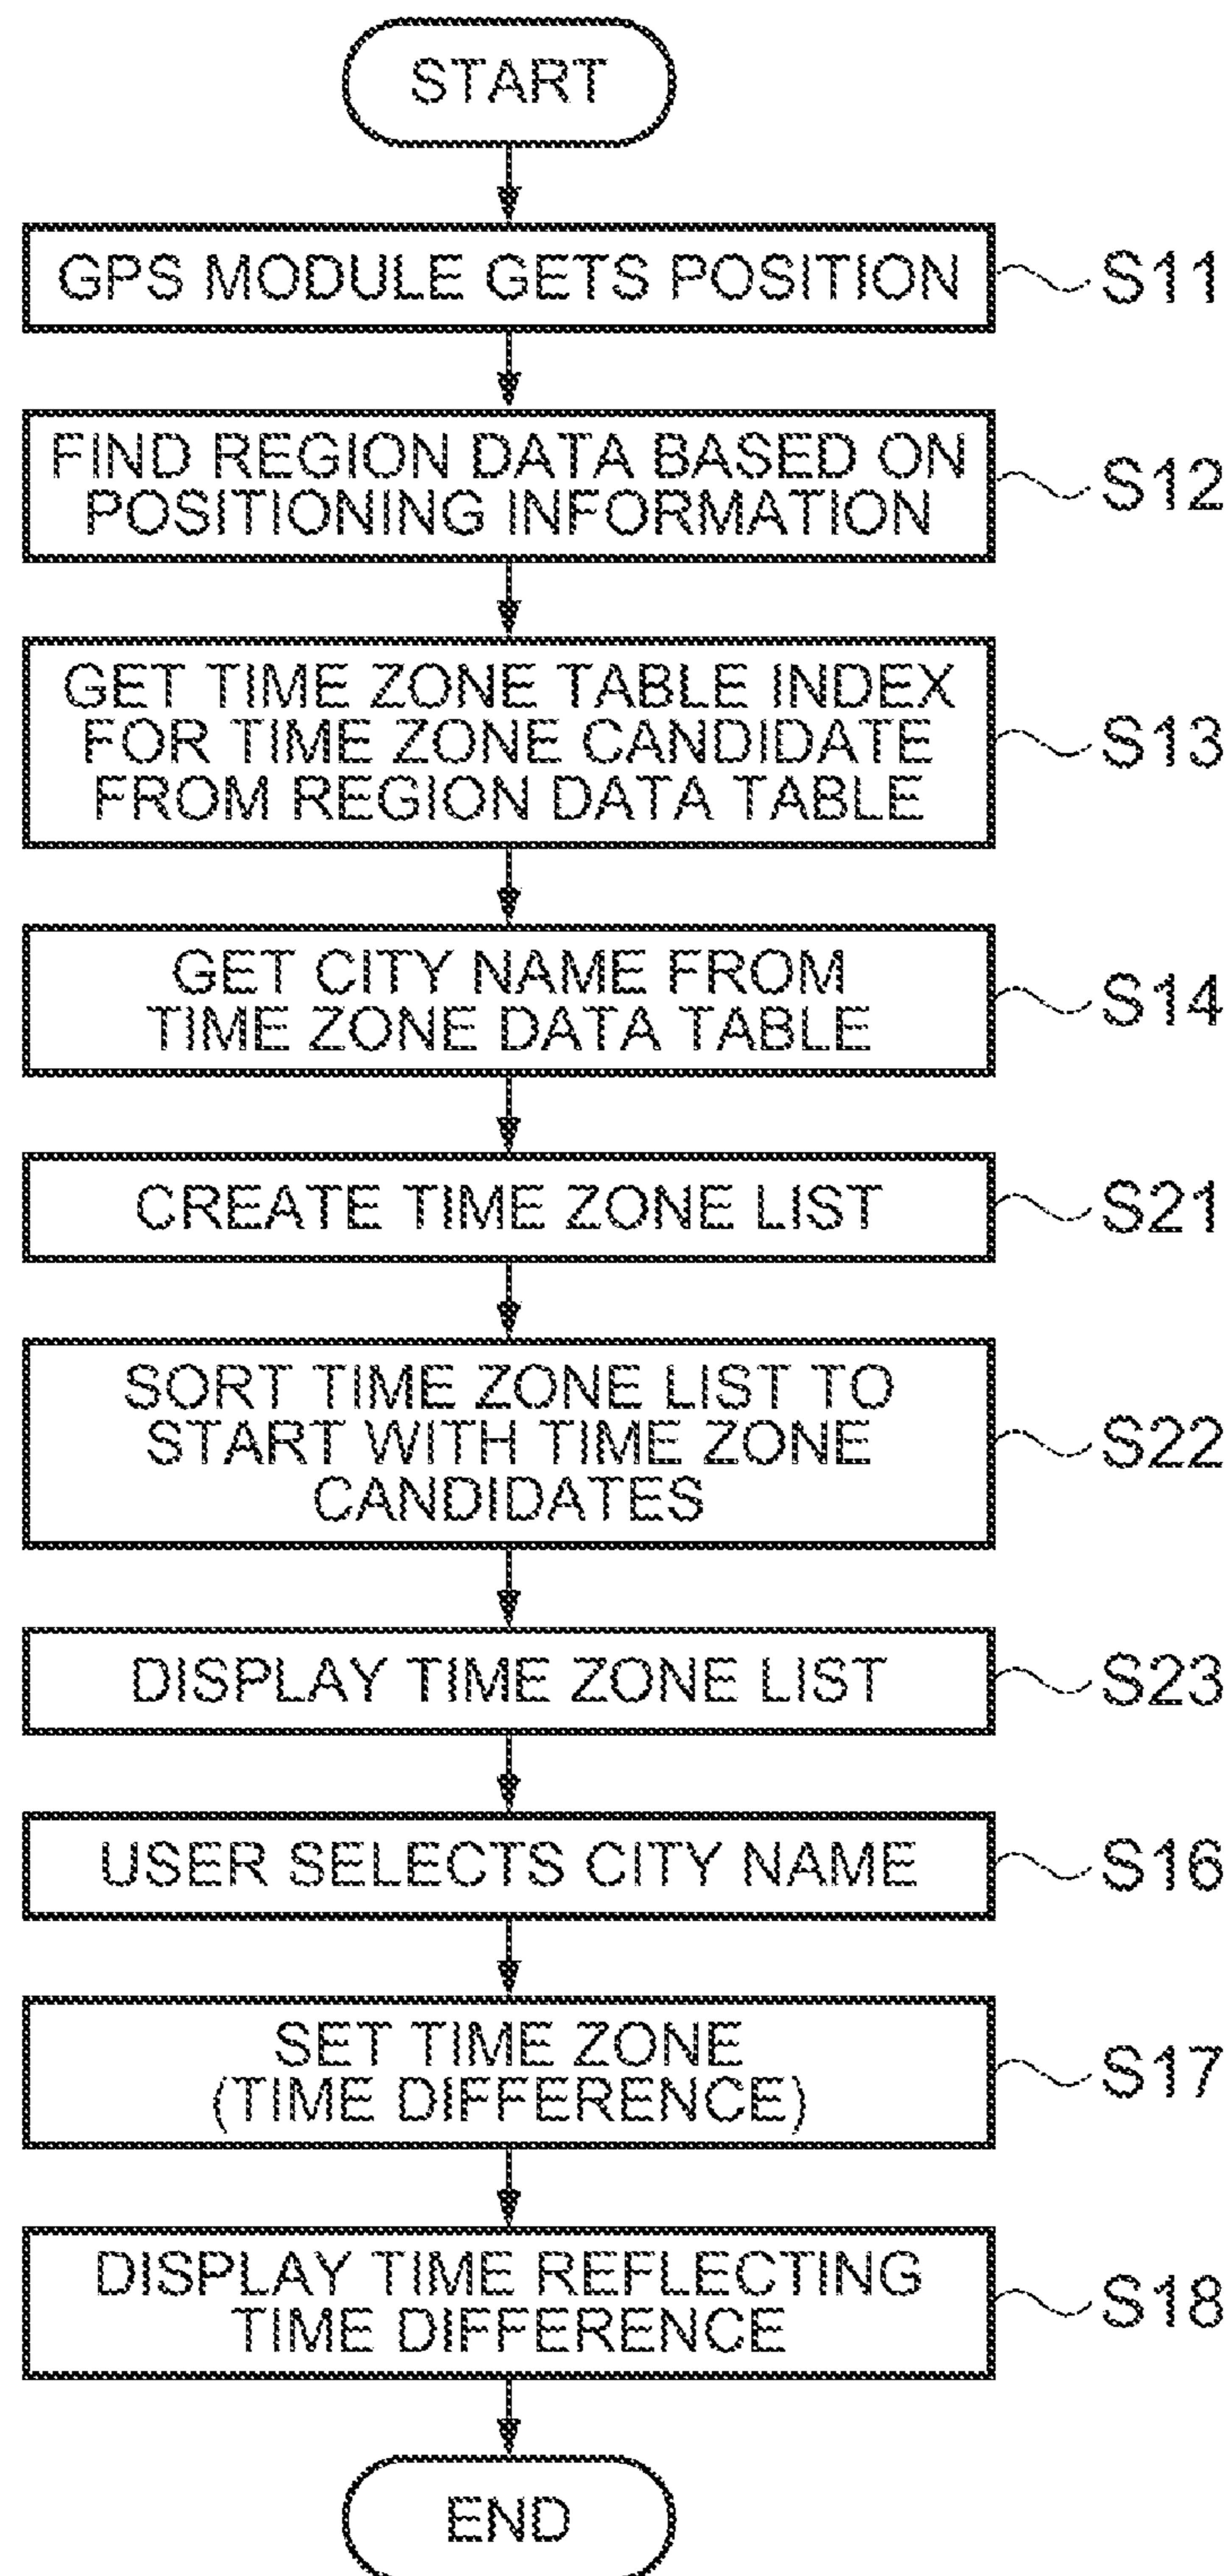 START
GPS MODULE GETS POSITION
S11
FIND REGION DATA BASED ON
POSITIONING INFORMATION
S12
GET TIME ZONE TABLE INDEX
FOR TIME ZONE CANDIDATE
FROM REGION DATA TABLE
S13
GET CITY NAME FROM
TIME ZONE DATA TABLE
S14
CREATE TIME ZONE LIST
S21
SORT TIME ZONE LIST TO
START WITH TIME ZONE
CANDIDATES
S22
DISPLAY TIME ZONE LIST
S23
USER SELECTS CITY NAME
S16
SET TIME ZONE
(TIME DIFFERENCE)
S17
DISPLAY TIME REFLECTING
TIME DIFFERENCE
S18
END